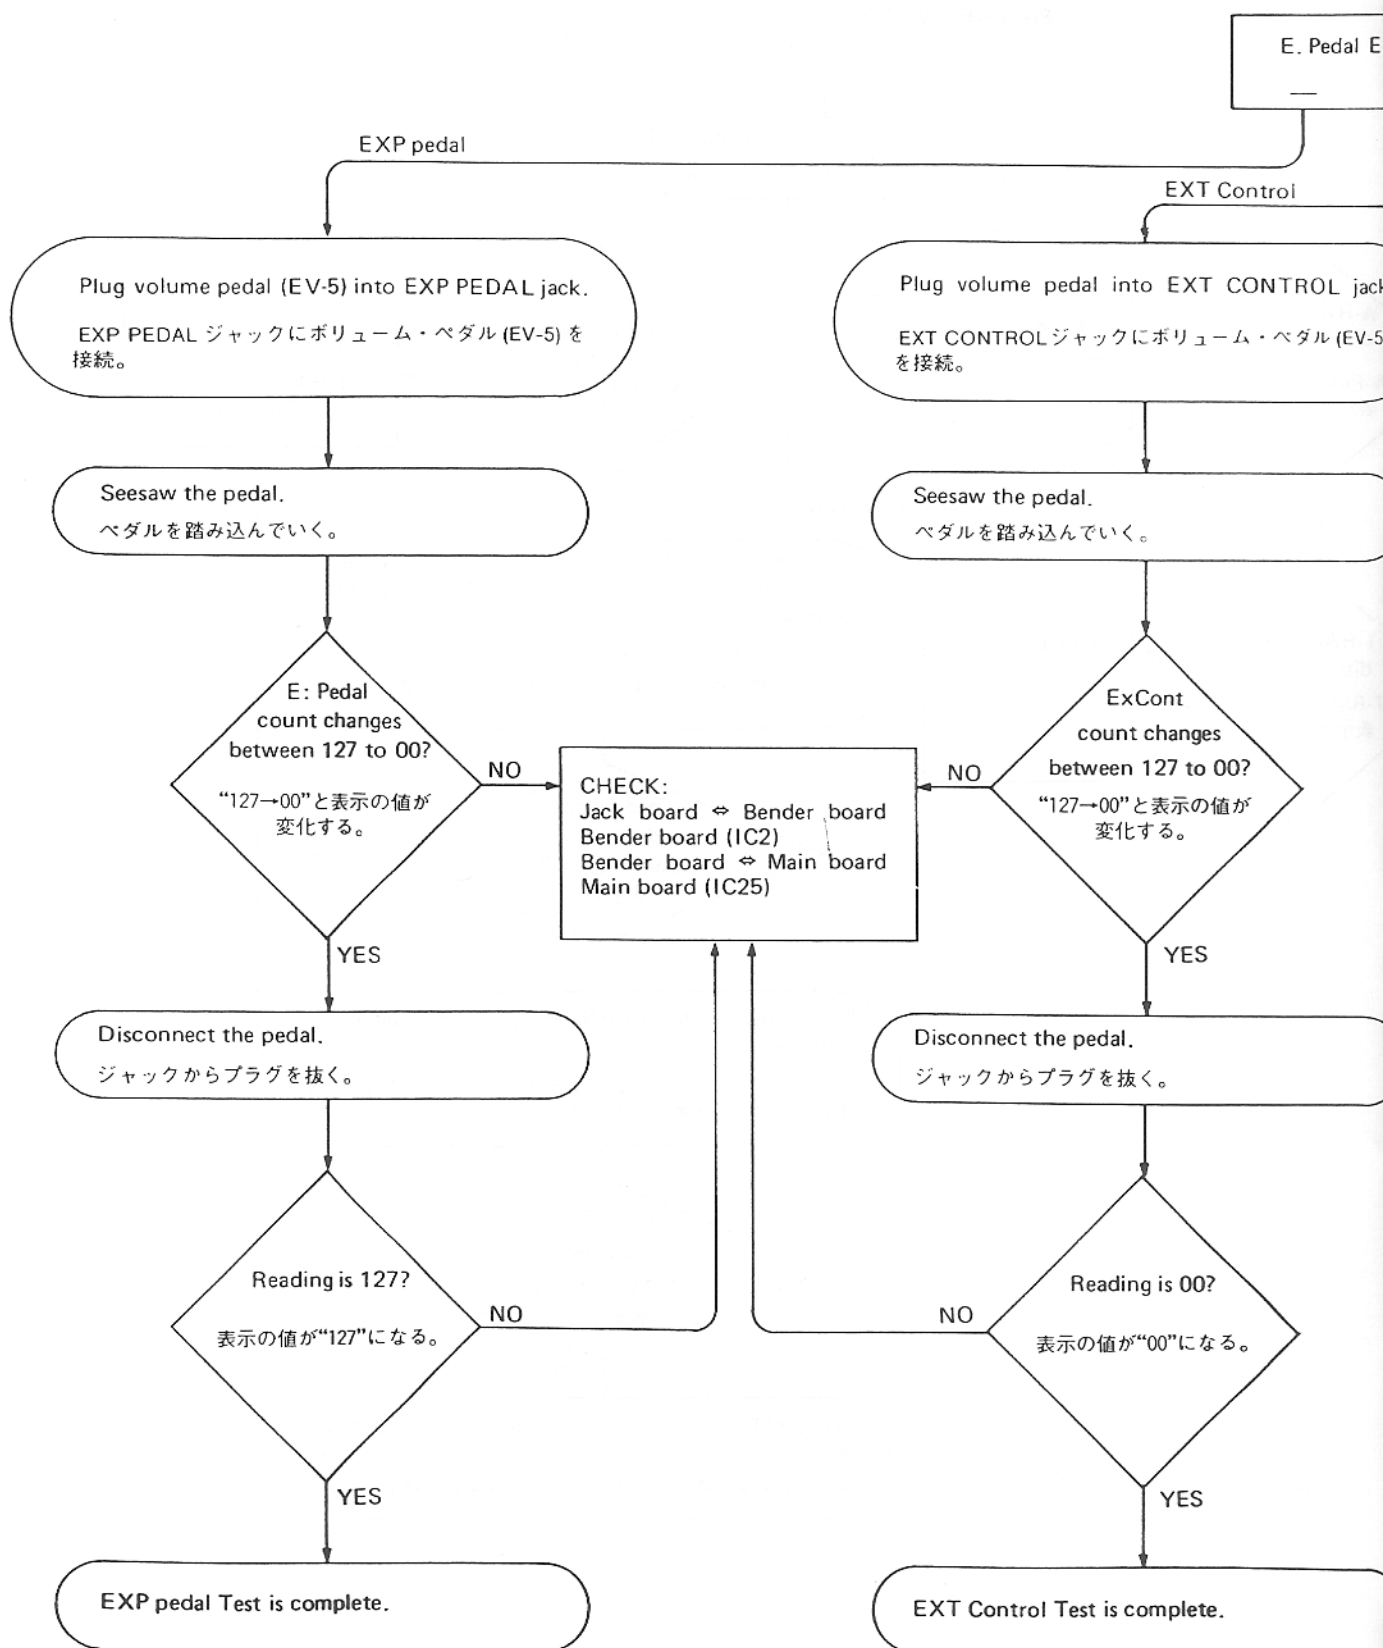 E. Pedal E
EXP pedal
Plug volume pedal (EV-5) into EXP PEDAL jack.
EXP PEDAL ジャックにボリューム・ペダル (EV-5) を
接続。
Seesaw the pedal.
ペダルを踏み込んでいく。
E: Pedal
count changes
between 127 to 00?
“127→00”と表示の値が
変化する。
NO
YES
CHECK:
Jack board ⇔ Bender board
Bender board (IC2)
Bender board ⇔ Main board
Main board (IC25)
Disconnect the pedal.
ジャックからプラグを抜く。
Reading is 127?
表示の値が“127”になる。
NO
YES
EXP pedal Test is complete.
EXT Control
Plug volume pedal into EXT CONTROL jack
EXT CONTROLジャックにボリューム・ペダル (EV-5
を接続。
Seesaw the pedal.
ペダルを踏み込んでいく。
ExCont
count changes
between 127 to 00?
“127→00”と表示の値が
変化する。
NO
YES
Disconnect the pedal.
ジャックからプラグを抜く。
Reading is 00?
表示の値が“00”になる。
NO
YES
EXT Control Test is complete.